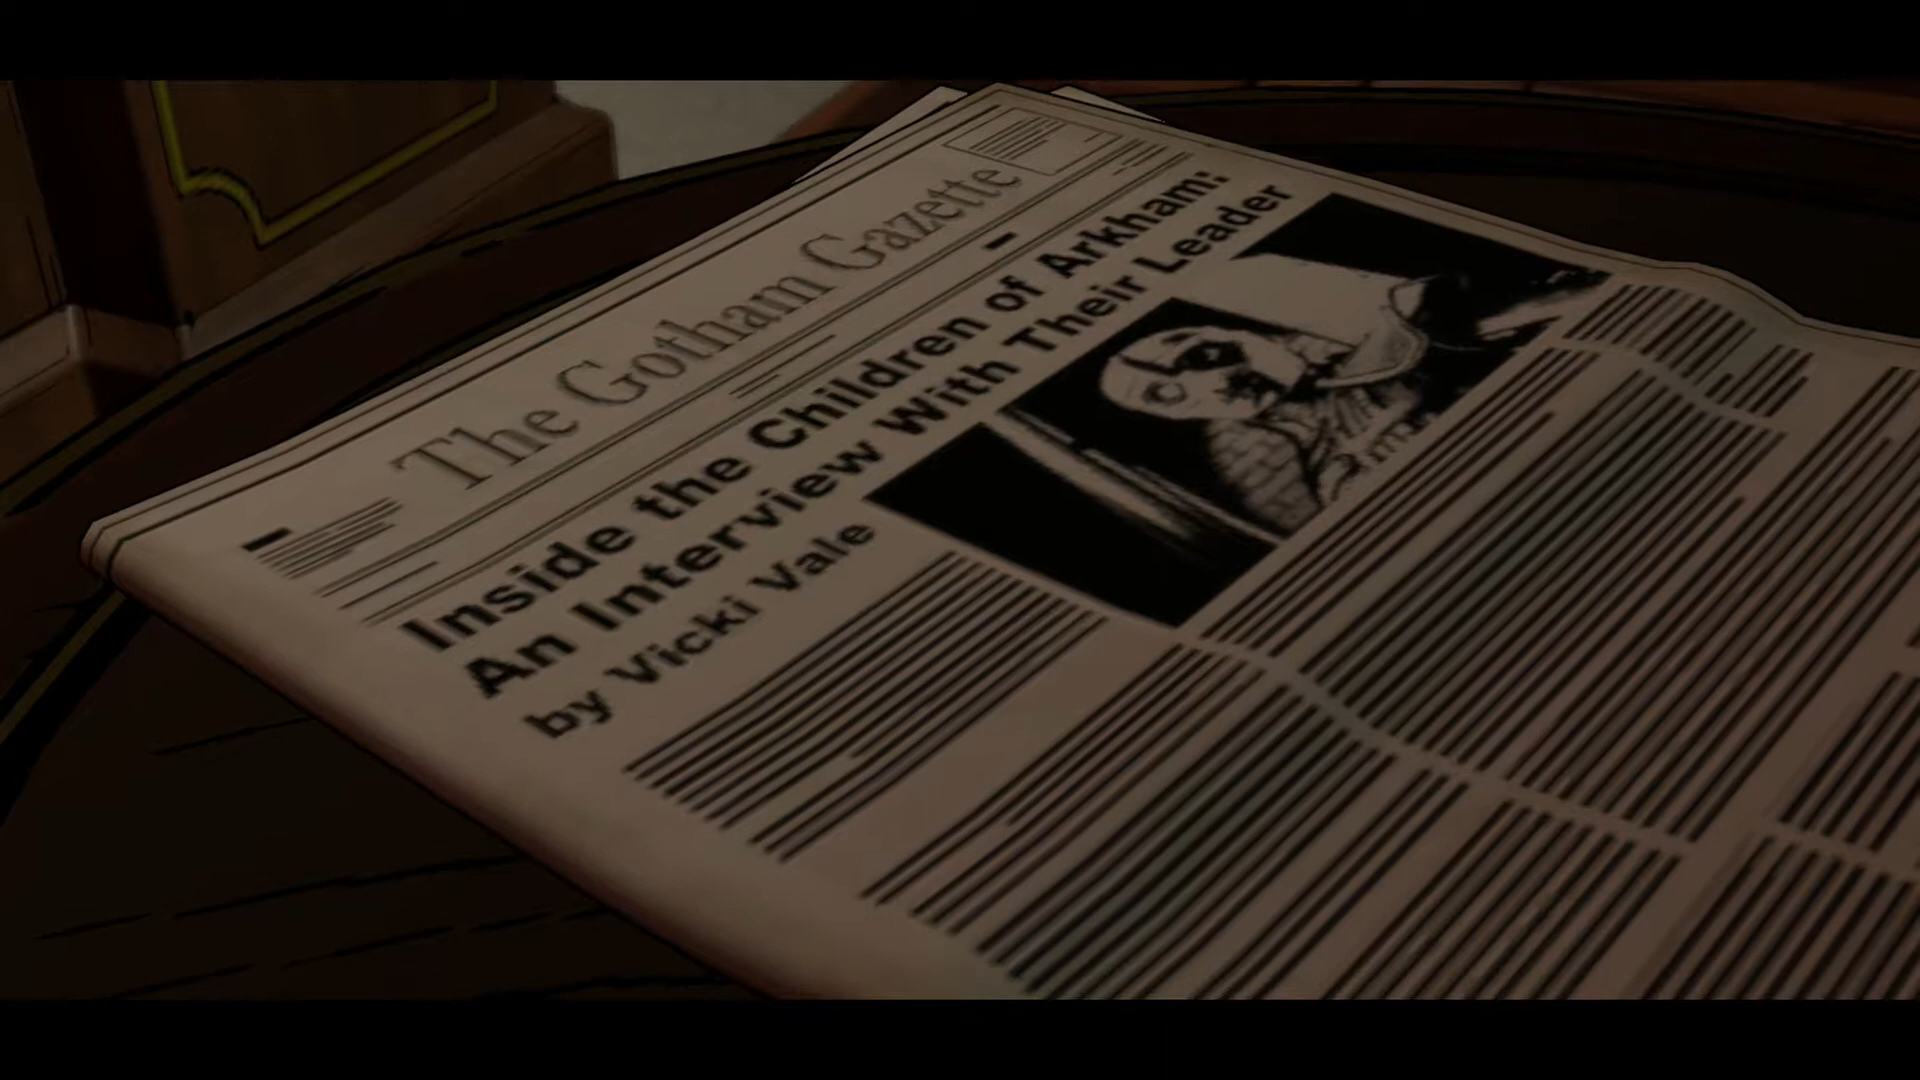 The Gotham Gazette
Inside the Children of Arkham:
An Interview With Their Leader
by Vicki Vale